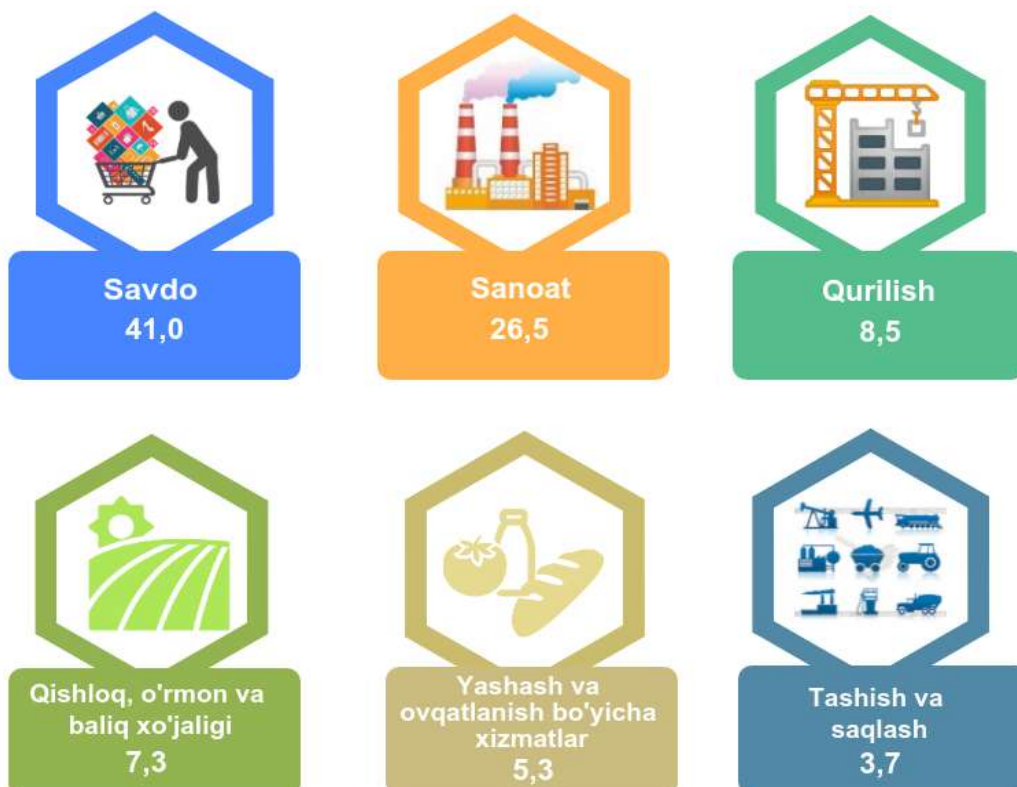 Savdo
41,0
Sanoat
26,5
Qurilish
8,5
Qishloq, o'rmon va
baliq xo'jaligi
7,3
Yashash va
ovqatlanish bo'yicha
xizmatlar
5,3
Tashish va
saqlash
3,7